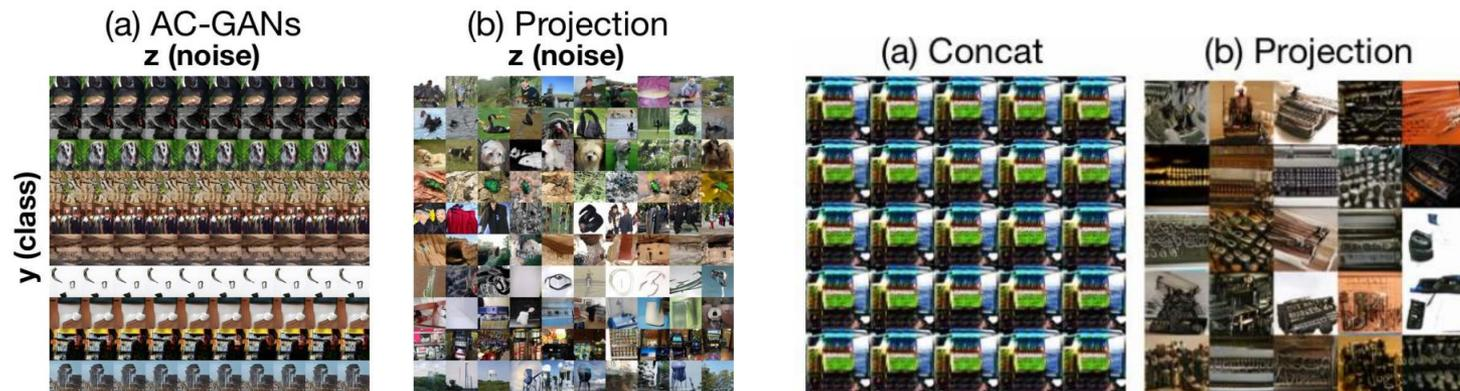 (a) AC-GANs
z (noise)
y (class)
(b) Projection
z (noise)
(a) Concat
(b) Projection